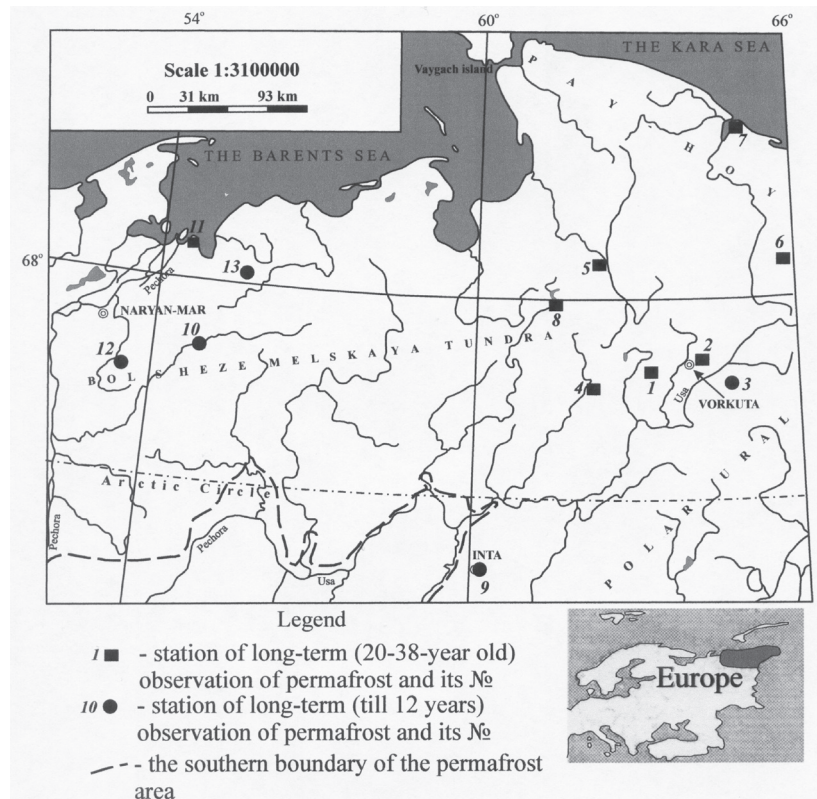 54°
60°
66°
THE KARA SEA
Scale 1:3100000
0 31 km 93 km
Vaygach island
P A Y H O Y
7
THE BARENTS SEA
6
11
68°
13
5
Pechora
NARYAN-MAR
8
10
12
BOLSHEZEMELSKAYA TUNDRA
2
1
4
3
Usa
VORKUTA
Arctic Circle
POLAR URAL
Pechora
Pechora
Usa
INTA
9
Legend
1 ■ - station of long-term (20-38-year old)
observation of permafrost and its №
10 ● - station of long-term (till 12 years)
observation of permafrost and its №
- the southern boundary of the permafrost
area
Europe